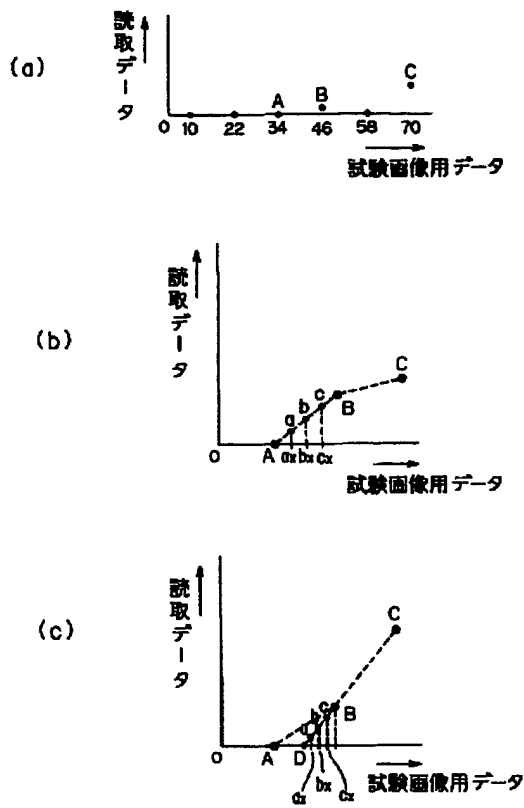 (a)
読取データ
A
B
C
0 10 22 34 46 58 70
試験画像用データ
(b)
読取データ
a
b
c
B
C
0
A
ax bx cx
試験画像用データ
(c)
読取データ
C
b
c
B
0
A
D
ax
bx
cx
試験画像用データ